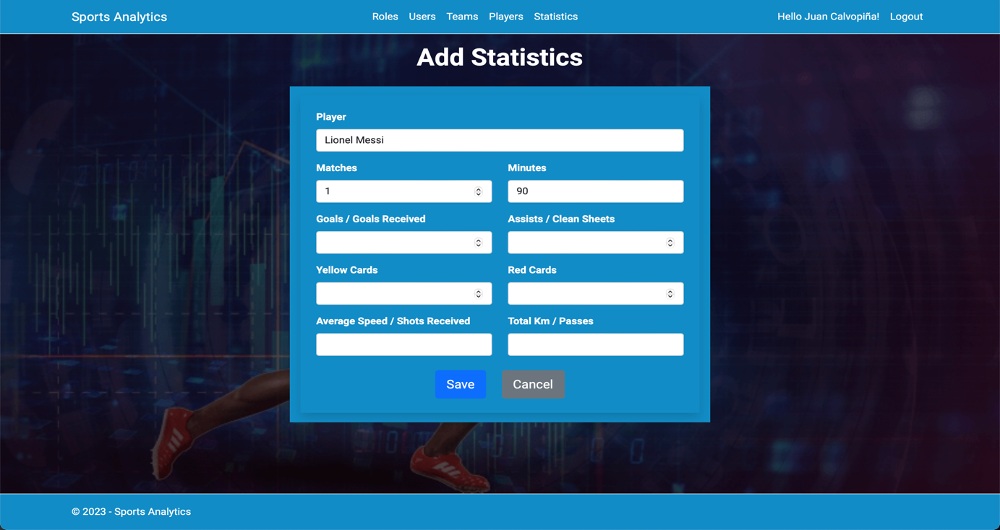 Sports Analytics Roles Users Teams Players Statistics Hello Juan Calvopiña! Logout
Add Statistics
Player
Lionel Messi
Matches Minutes
1 90
Goals / Goals Received Assists / Clean Sheets
Yellow Cards Red Cards
Average Speed / Shots Received Total Km / Passes
Save Cancel
© 2023 - Sports Analytics